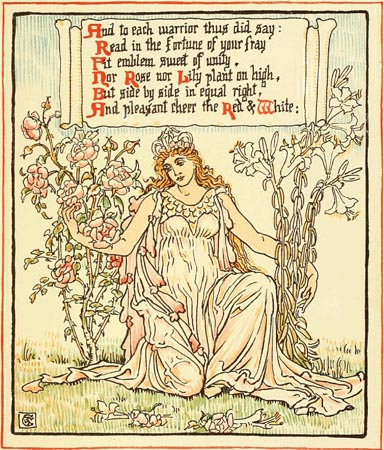 And to each warrior thus did say:
Read in the fortune of your fray
Fit emblem sweet of unity,
Nor Rose nor Lily plant on high,
But side by side in equal right,
And pleasant cheer the Red & White: